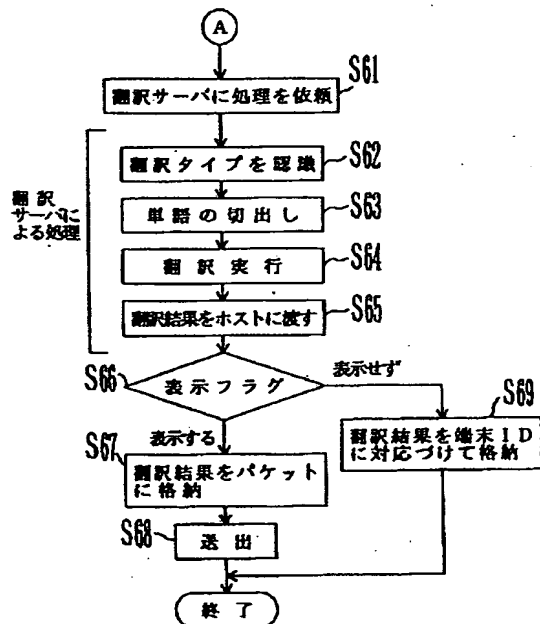 A
S61
翻訳サーバに処理を依頼
翻訳
サーバに
よる処理
S62
翻訳タイプを認識
S63
単語の切出し
S64
翻訳実行
S65
翻訳結果をホストに渡す
S66
表示フラグ
表示せず
表示する
S67
翻訳結果をパケット
に格納
S69
翻訳結果を端末ID
に対応づけて格納
S68
送出
終了